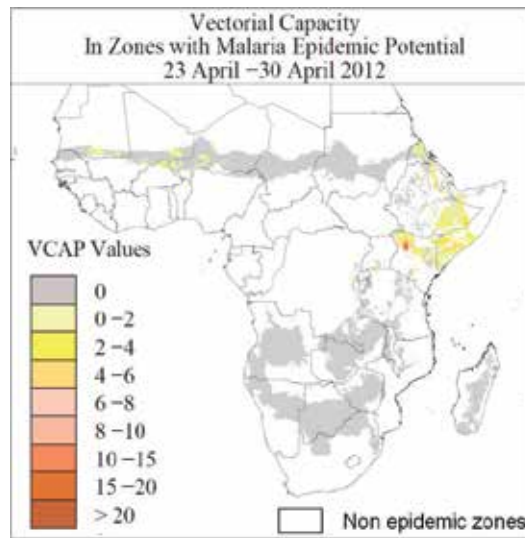 Vectorial Capacity
In Zones with Malaria Epidemic Potential
23 April –30 April 2012
VCAP Values
0
0 –2
2 –4
4 –6
6 –8
8 –10
10 –15
15 –20
> 20
Non epidemic zones